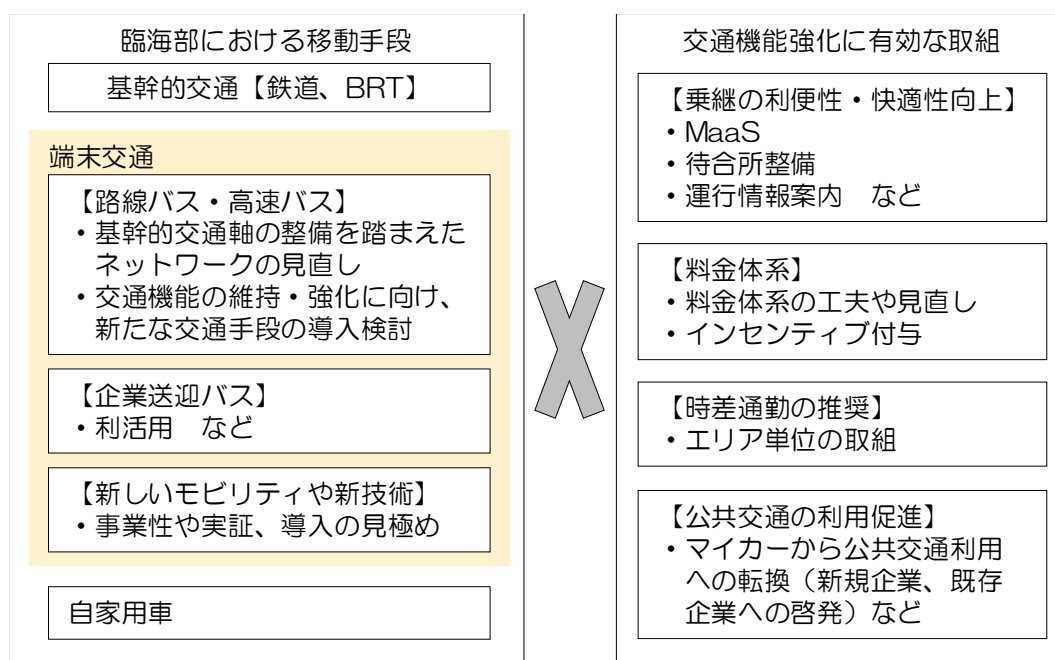 臨海部における移動手段
基幹的交通【鉄道、BRT】
端末交通
【路線バス・高速バス】
・基幹的交通軸の整備を踏まえた
ネットワークの見直し
・交通機能の維持・強化に向け、
新たな交通手段の導入検討
【企業送迎バス】
・利活用　など
【新しいモビリティや新技術】
・事業性や実証、導入の見極め
自家用車
交通機能強化に有効な取組
【乗継の利便性・快適性向上】
・MaaS
・待合所整備
・運行情報案内　など
【料金体系】
・料金体系の工夫や見直し
・インセンティブ付与
【時差通勤の推奨】
・エリア単位の取組
【公共交通の利用促進】
・マイカーから公共交通利用
への転換（新規企業、既存
企業への啓発）など